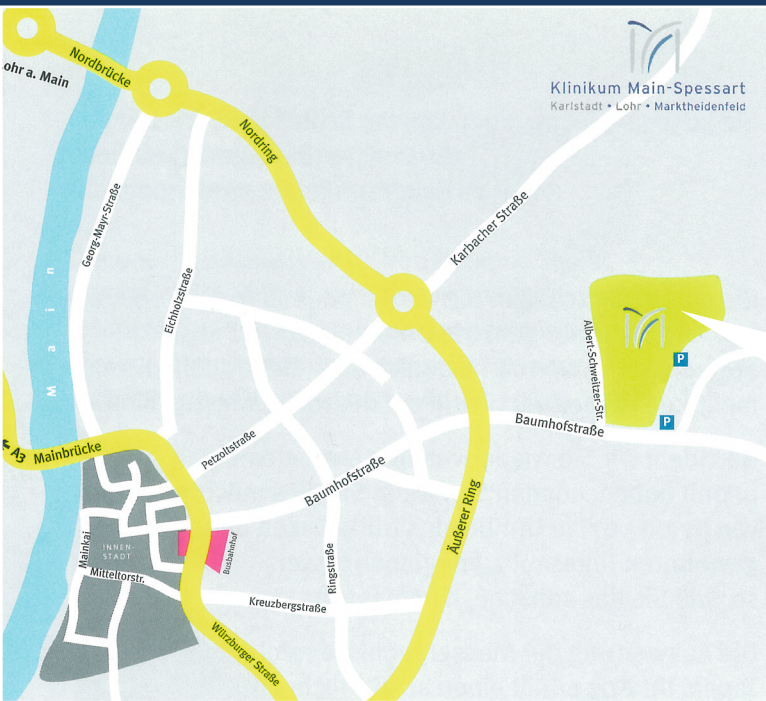 Klinikum Main-Spessart
Karlstadt • Lohr • Marktheidenfeld
Nordbrücke
ohr a. Main
Nordring
Georg-Mayr-Straße
Karbacher Straße
Eichholzstraße
Main
Albert-Schweitzer-Str.
P
P
Baumhofstraße
A3 Mainbrücke
Petzoltstraße
Baumhofstraße
Äußerer Ring
Mainkai
INNEN-
STADT
Busbahnhof
Ringstraße
Mitteltorstr.
Kreuzbergstraße
Würzburger Straße